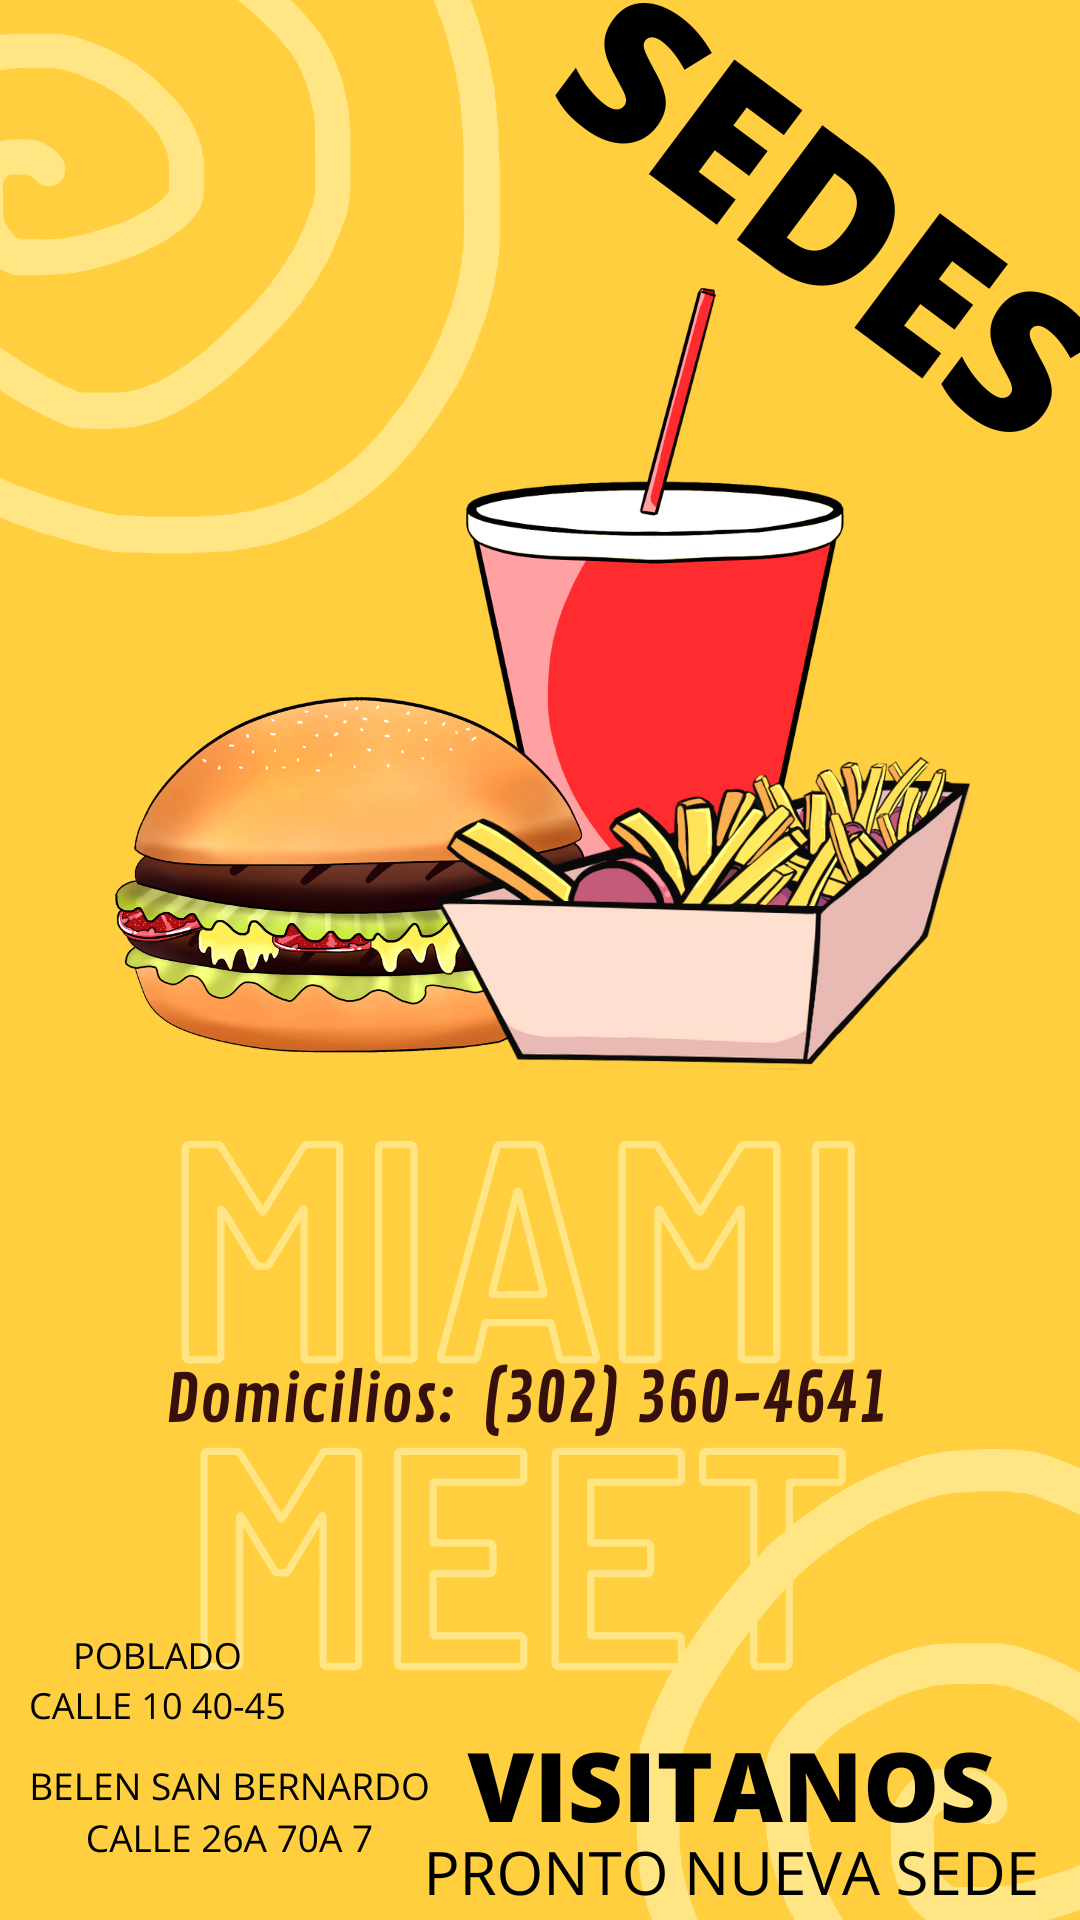 SEDES
MIAMI
Domicilios: (302) 360-4641
MEET
POBLADO
CALLE 10 40-45
BELEN SAN BERNARDO
CALLE 26A 70A 7
VISITANOS
PRONTO NUEVA SEDE